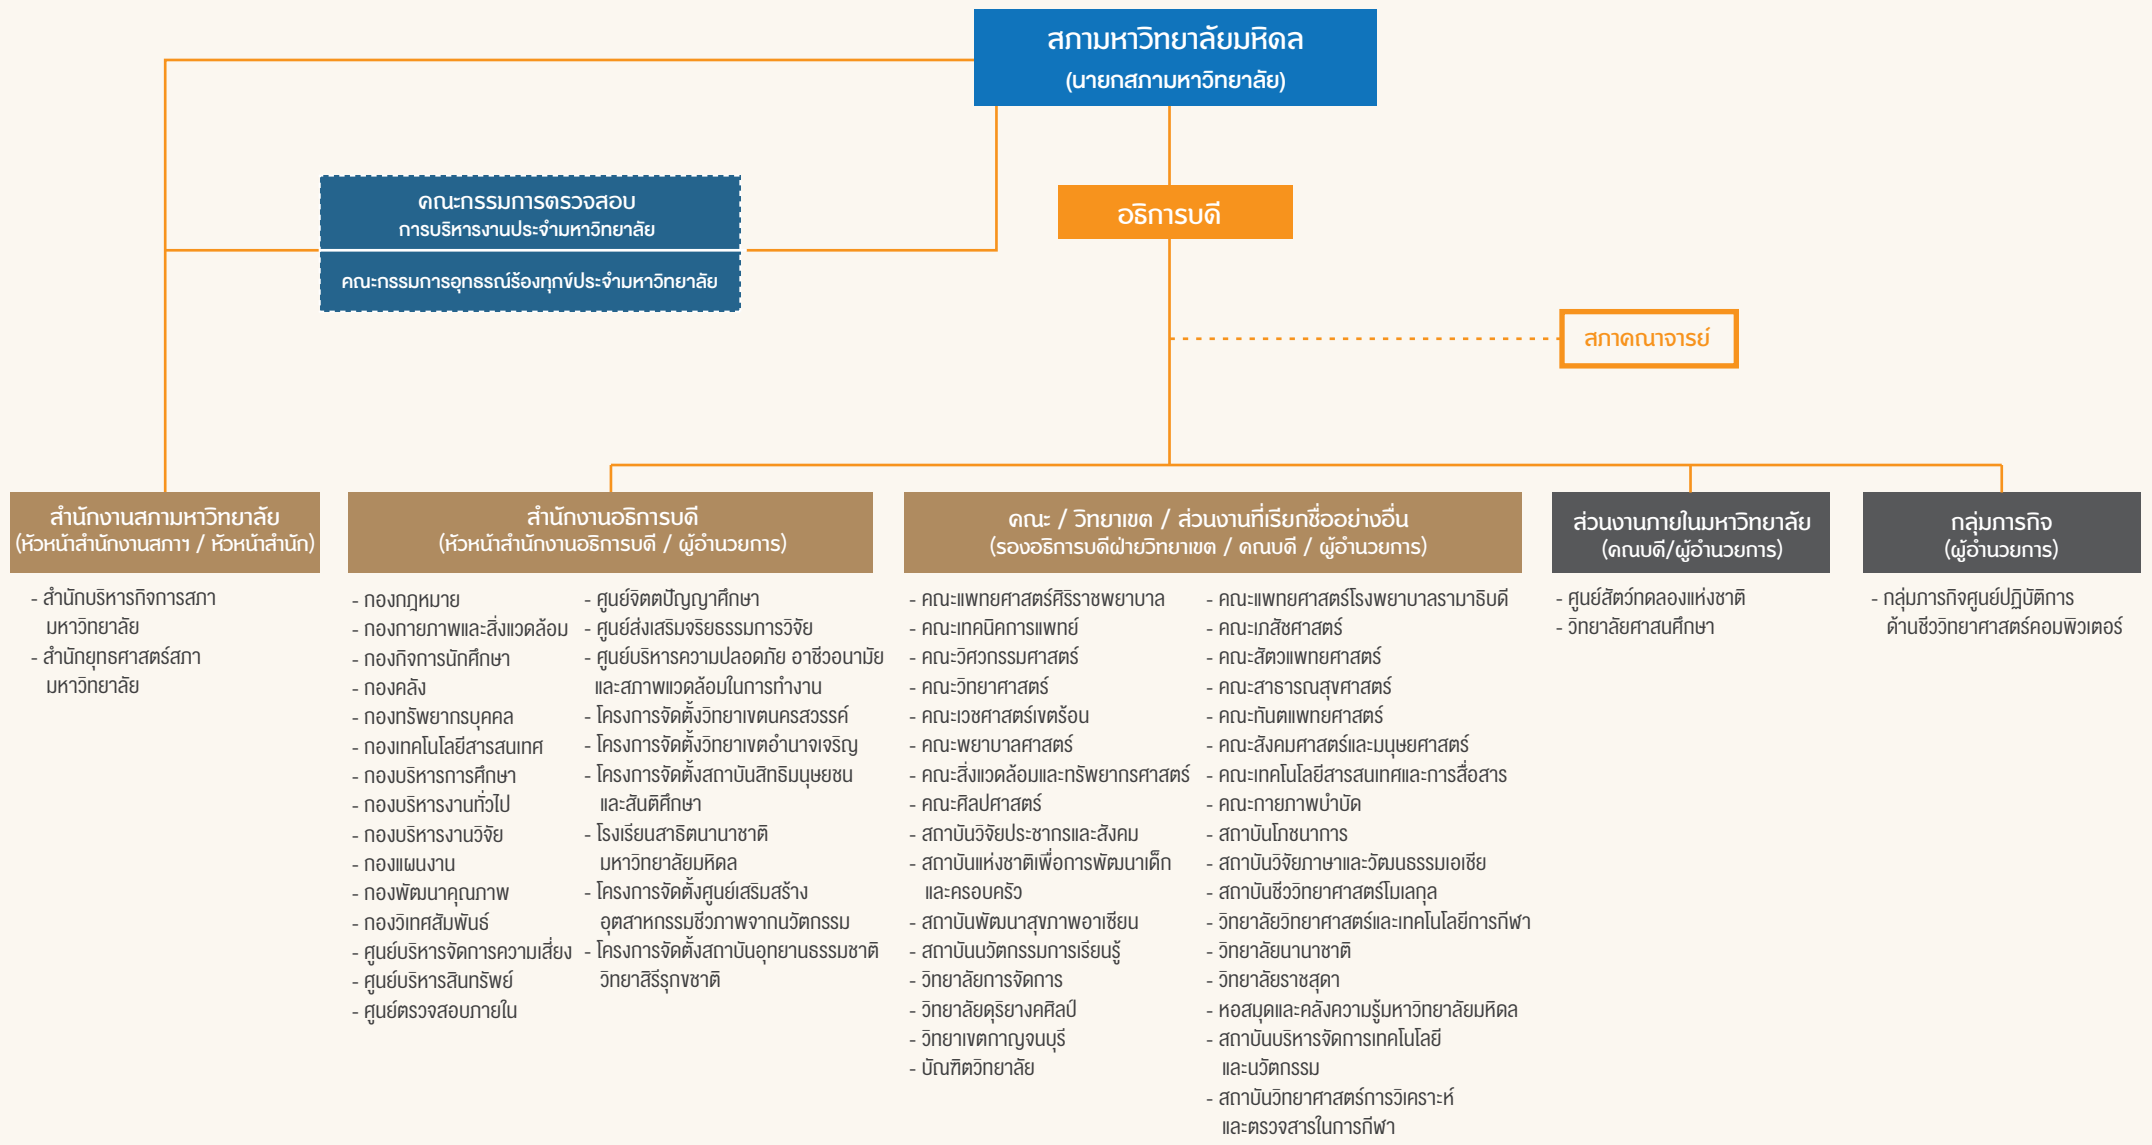 สภามหาวิทยาลัยมหิดล
(นายกสภามหาวิทยาลัย)
คณะกรรมการตรวจสอบ
การบริหารงานประจำมหาวิทยาลัย
คณะกรรมการอุทธรณ์ร้องทุกข์ประจำมหาวิทยาลัย
อธิการบดี
สภาคณาจารย์
สำนักงานสภามหาวิทยาลัย
(หัวหน้าสำนักงานสภาฯ / หัวหน้าสำนัก)
- สำนักบริหารกิจการสภา
มหาวิทยาลัย
- สำนักยุทธศาสตร์สภา
มหาวิทยาลัย
สำนักงานอธิการบดี
(หัวหน้าสำนักงานอธิการบดี / ผู้อำนวยการ)
- กองกฎหมาย
- กองกายภาพและสิ่งแวดล้อม
- กองกิจการนักศึกษา
- กองคลัง
- กองทรัพยากรบุคคล
- กองเทคโนโลยีสารสนเทศ
- กองบริหารการศึกษา
- กองบริหารงานทั่วไป
- กองบริหารงานวิจัย
- กองแผนงาน
- กองพัฒนาคุณภาพ
- กองวิเทศสัมพันธ์
- ศูนย์บริหารจัดการความเสี่ยง
- ศูนย์บริหารสินทรัพย์
- ศูนย์ตรวจสอบภายใน
- ศูนย์จิตตปัญญาศึกษา
- ศูนย์ส่งเสริมจริยธรรมการวิจัย
- ศูนย์บริหารความปลอดภัย อาชีวอนามัย
และสภาพแวดล้อมในการทำงาน
- โครงการจัดตั้งวิทยาเขตนครสวรรค์
- โครงการจัดตั้งวิทยาเขตอำนาจเจริญ
- โครงการจัดตั้งสถาบันสิทธิมนุษยชน
และสันติศึกษา
- โรงเรียนสาธิตนานาชาติ
มหาวิทยาลัยมหิดล
- โครงการจัดตั้งศูนย์เสริมสร้าง
อุตสาหกรรมชีวภาพจากนวัตกรรม
- โครงการจัดตั้งสถาบันอุทยานธรรมชาติ
วิทยาสิรีรุกขชาติ
คณะ / วิทยาเขต / ส่วนงานที่เรียกชื่ออย่างอื่น
(รองอธิการบดีฝ่ายวิทยาเขต / คณบดี / ผู้อำนวยการ)
- คณะแพทยศาสตร์ศิริราชพยาบาล
- คณะเทคนิคการแพทย์
- คณะวิศวกรรมศาสตร์
- คณะวิทยาศาสตร์
- คณะเวชศาสตร์เขตร้อน
- คณะพยาบาลศาสตร์
- คณะสิ่งแวดล้อมและทรัพยากรศาสตร์
- คณะศิลปศาสตร์
- สถาบันวิจัยประชากรและสังคม
- สถาบันแห่งชาติเพื่อการพัฒนาเด็ก
และครอบครัว
- สถาบันพัฒนาสุขภาพอาเซียน
- สถาบันนวัตกรรมการเรียนรู้
- วิทยาลัยการจัดการ
- วิทยาลัยดุริยางคศิลป์
- วิทยาเขตกาญจนบุรี
- บัณฑิตวิทยาลัย
- คณะแพทยศาสตร์โรงพยาบาลรามาธิบดี
- คณะเภสัชศาสตร์
- คณะสัตวแพทยศาสตร์
- คณะสาธารณสุขศาสตร์
- คณะทันตแพทยศาสตร์
- คณะสังคมศาสตร์และมนุษยศาสตร์
- คณะเทคโนโลยีสารสนเทศและการสื่อสาร
- คณะกายภาพบำบัด
- สถาบันโภชนาการ
- สถาบันวิจัยภาษาและวัฒนธรรมเอเชีย
- สถาบันชีววิทยาศาสตร์โมเลกุล
- วิทยาลัยวิทยาศาสตร์และเทคโนโลยีการกีฬา
- วิทยาลัยนานาชาติ
- วิทยาลัยราชสุดา
- หอสมุดและคลังความรู้มหาวิทยาลัยมหิดล
- สถาบันบริหารจัดการเทคโนโลยี
และนวัตกรรม
- สถาบันวิทยาศาสตร์การวิเคราะห์
และตรวจสารในการกีฬา
ส่วนงานภายในมหาวิทยาลัย
(คณบดี/ผู้อำนวยการ)
- ศูนย์สัตว์ทดลองแห่งชาติ
- วิทยาลัยศาสนศึกษา
กลุ่มภารกิจ
(ผู้อำนวยการ)
- กลุ่มภารกิจศูนย์ปฏิบัติการ
ด้านชีววิทยาศาสตร์คอมพิวเตอร์